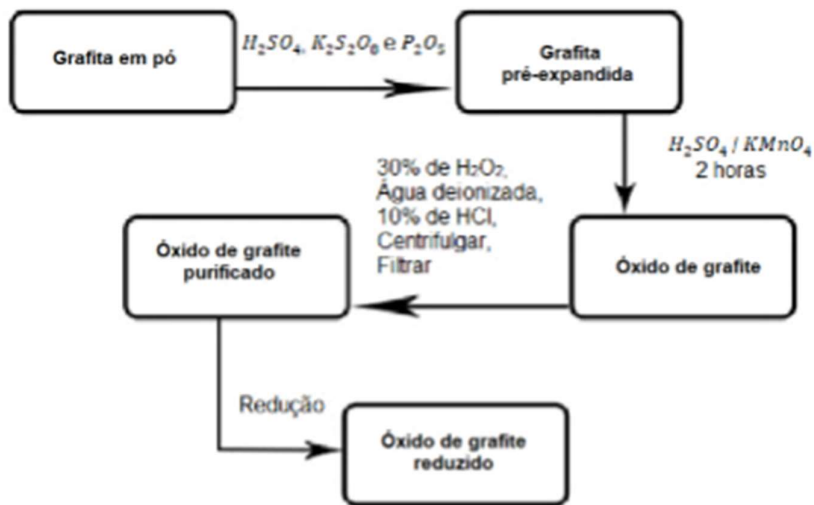 Grafita em pó
H₂SO₄, K₂S₂O₈ e P₂O₅
Grafita
pré-expandida
H₂SO₄ / KMnO₄
2 horas
30% de H₂O₂,
Água deionizada,
10% de HCl,
Centrifulgar,
Filtrar
Óxido de grafite
purificado
Óxido de grafite
Redução
Óxido de grafite
reduzido